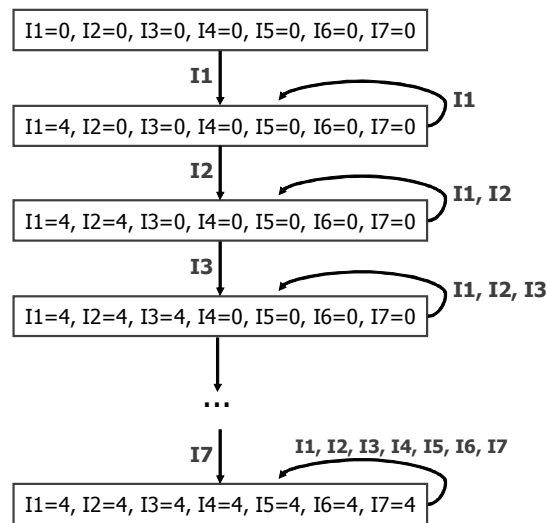 I1=0, I2=0, I3=0, I4=0, I5=0, I6=0, I7=0
I1
I1
I1=4, I2=0, I3=0, I4=0, I5=0, I6=0, I7=0
I2
I1, I2
I1=4, I2=4, I3=0, I4=0, I5=0, I6=0, I7=0
I3
I1, I2, I3
I1=4, I2=4, I3=4, I4=0, I5=0, I6=0, I7=0
...
I7
I1, I2, I3, I4, I5, I6, I7
I1=4, I2=4, I3=4, I4=4, I5=4, I6=4, I7=4